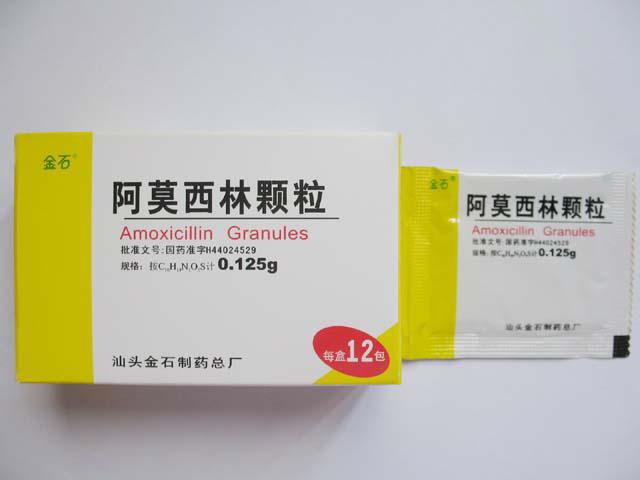 金石®
阿莫西林颗粒
Amoxicillin Granules
批准文号:国药准字H44024529
规格：按C₁₆H₁₉N₃O₅S计 0.125g
每盒12包
汕头金石制药总厂
金石®
阿莫西林颗粒
Amoxicillin Granules
批准文号:国药准字H44024529
规格：按C₁₆H₁₉N₃O₅S计0.125g
汕头金石制药总厂